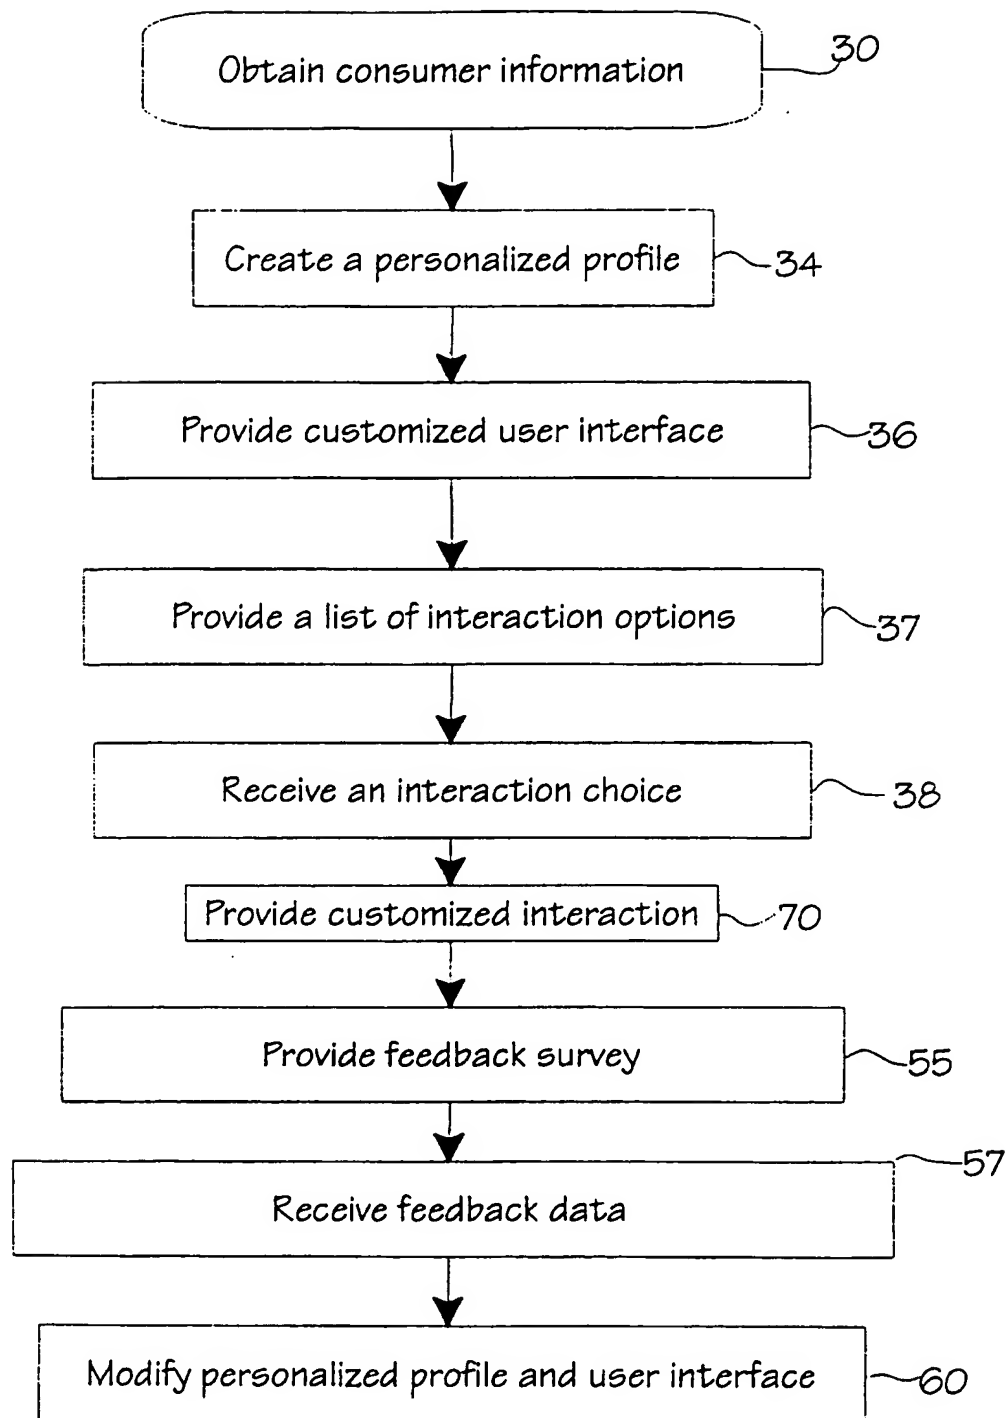 Obtain consumer information 30
Create a personalized profile 34
Provide customized user interface 36
Provide a list of interaction options 37
Receive an interaction choice 38
Provide customized interaction 70
Provide feedback survey 55
57
Receive feedback data
Modify personalized profile and user interface 60